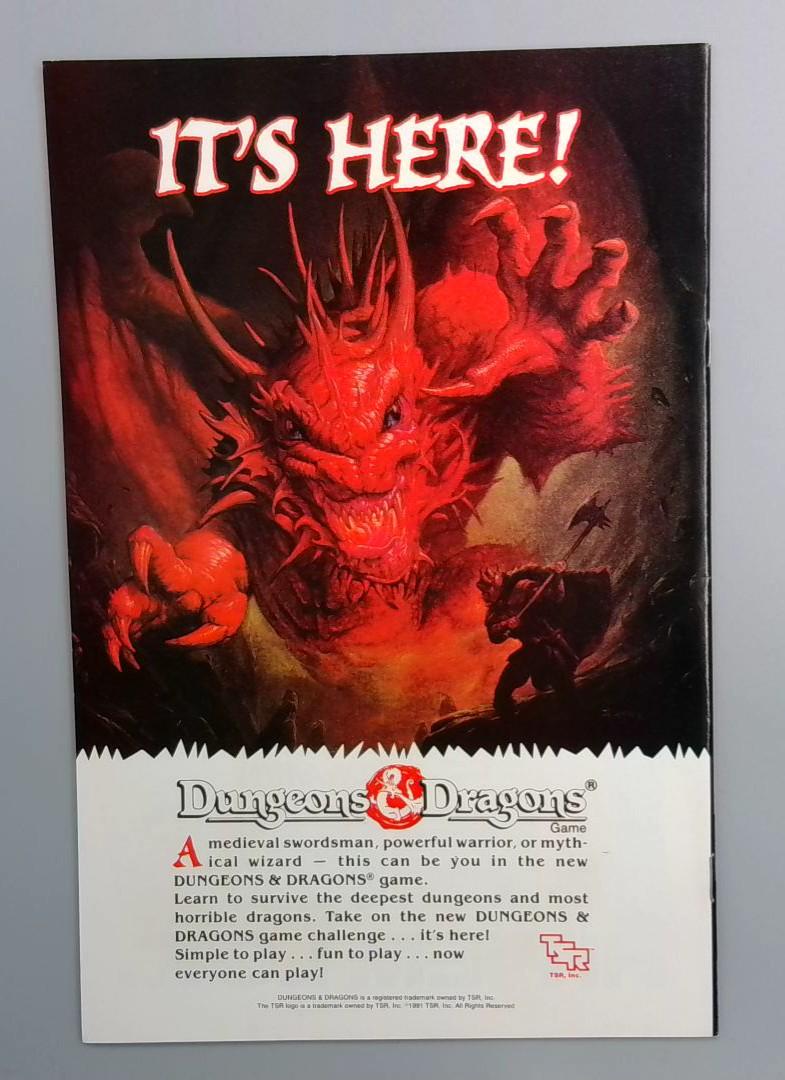 IT'S HERE!
Dungeons & Dragons®
Game
A medieval swordsman, powerful warrior, or myth-
ical wizard — this can be you in the new
DUNGEONS & DRAGONS® game.
Learn to survive the deepest dungeons and most
horrible dragons. Take on the new DUNGEONS &
DRAGONS game challenge . . . it's here!
Simple to play . . . fun to play . . . now
everyone can play!
TSR™
TSR, Inc.
DUNGEONS & DRAGONS is a registered trademark owned by TSR, Inc.
The TSR logo is a trademark owned by TSR, Inc. ©1991 TSR, Inc. All Rights Reserved